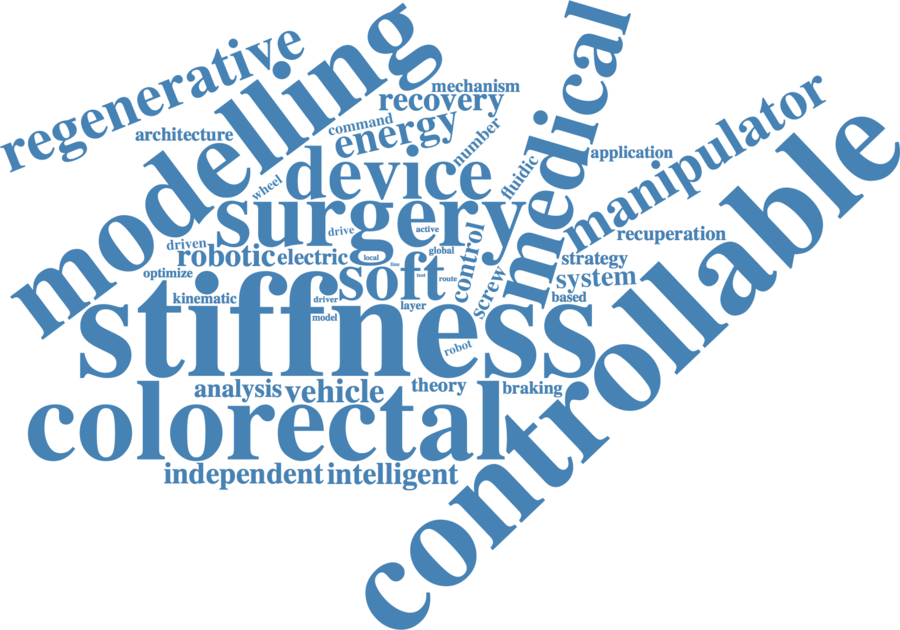 regenerative
modelling
medical
mechanism
recovery
architecture
command
energy
number
manipulator
controllable
application
device
wheel
fluidic
surgery
drive
active
control
recuperation
driven
robotic
electric
local
line
global
strategy
optimize
soft
tool
route
screw
system
kinematic
driver
layer
based
stiffness
model
robot
analysis
vehicle
theory
braking
colorectal
independent
intelligent